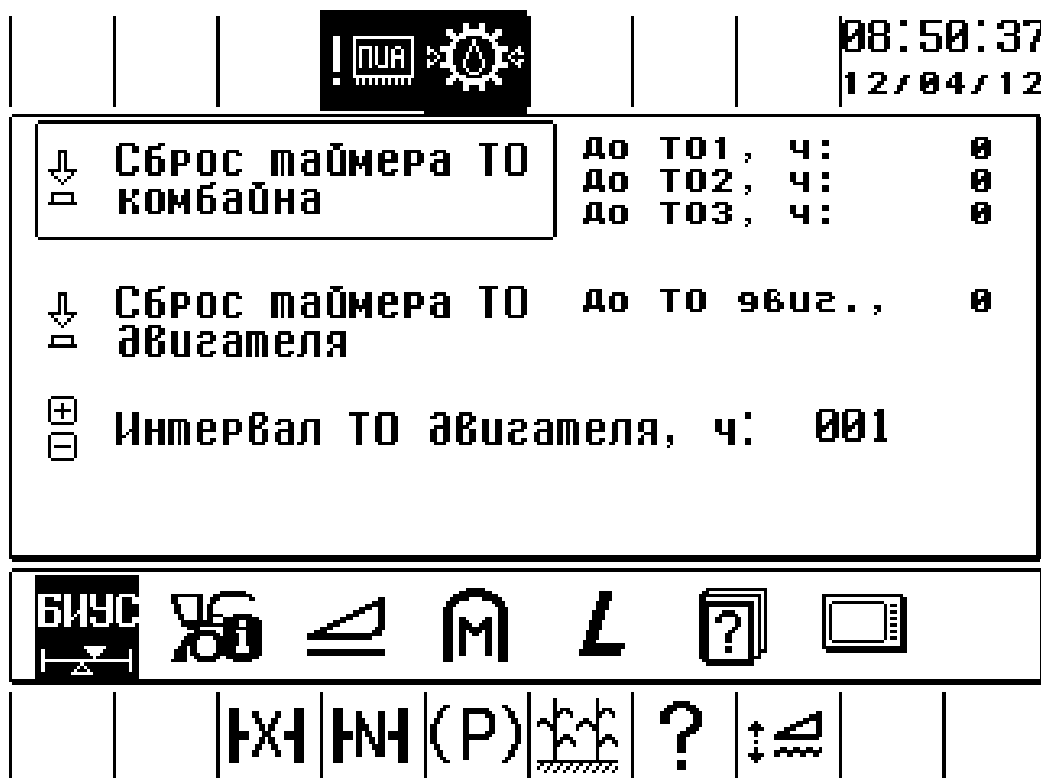 ! ПИА
08:50:37
12/04/12
Сброс таймера ТО
комбайна
До ТО1, ч: 0
До ТО2, ч: 0
До ТО3, ч: 0
Сброс таймера ТО
двигателя
До ТО двиг., 0
Интервал ТО двигателя, ч: 001
БИУС
i M L ?
X N (P) ?